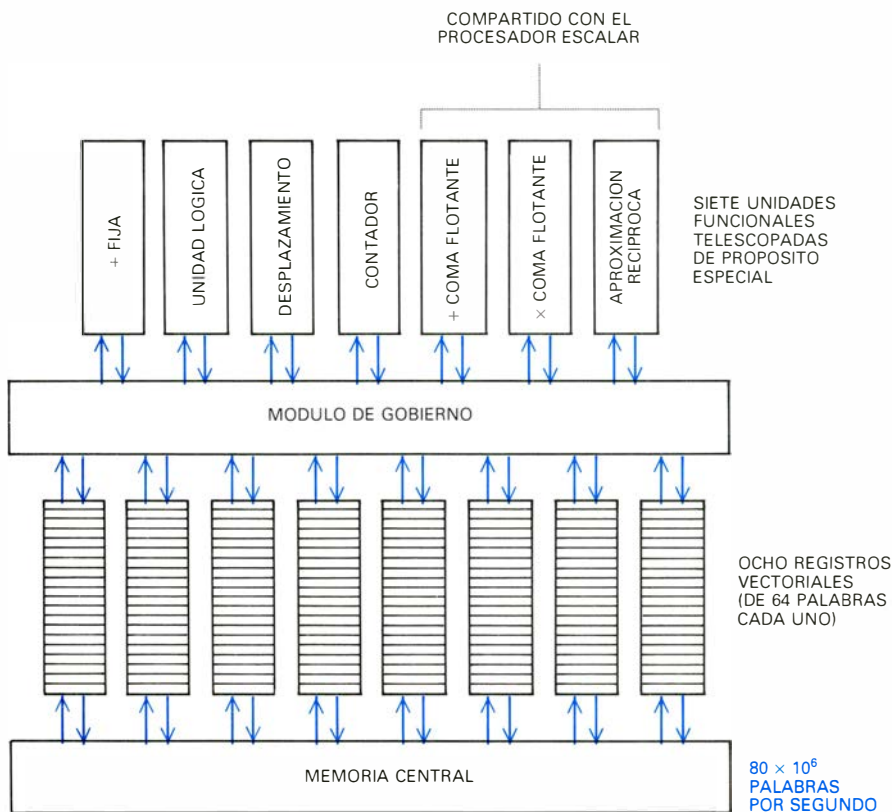 COMPARTIDO CON EL
PROCESADOR ESCALAR
+ FIJA
UNIDAD LOGICA
DESPLAZAMIENTO
CONTADOR
+ COMA FLOTANTE
× COMA FLOTANTE
APROXIMACION
RECIPROCA
SIETE UNIDADES
FUNCIONALES
TELESCOPADAS
DE PROPOSITO
ESPECIAL
MODULO DE GOBIERNO
OCHO REGISTROS
VECTORIALES
(DE 64 PALABRAS
CADA UNO)
MEMORIA CENTRAL
80 × 10⁶
PALABRAS
POR SEGUNDO